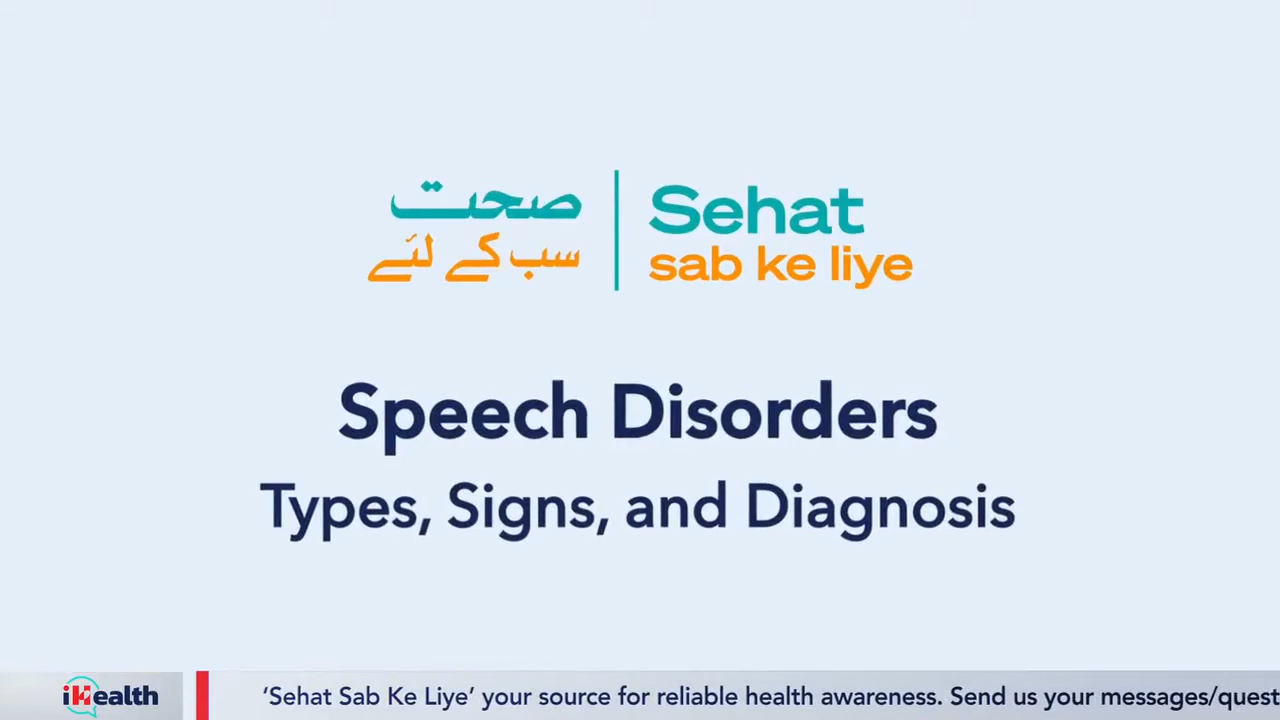 صحت
سب کے لئے
Sehat
sab ke liye
Speech Disorders
Types, Signs, and Diagnosis
iHealth
‘Sehat Sab Ke Liye’ your source for reliable health awareness. Send us your messages/quest